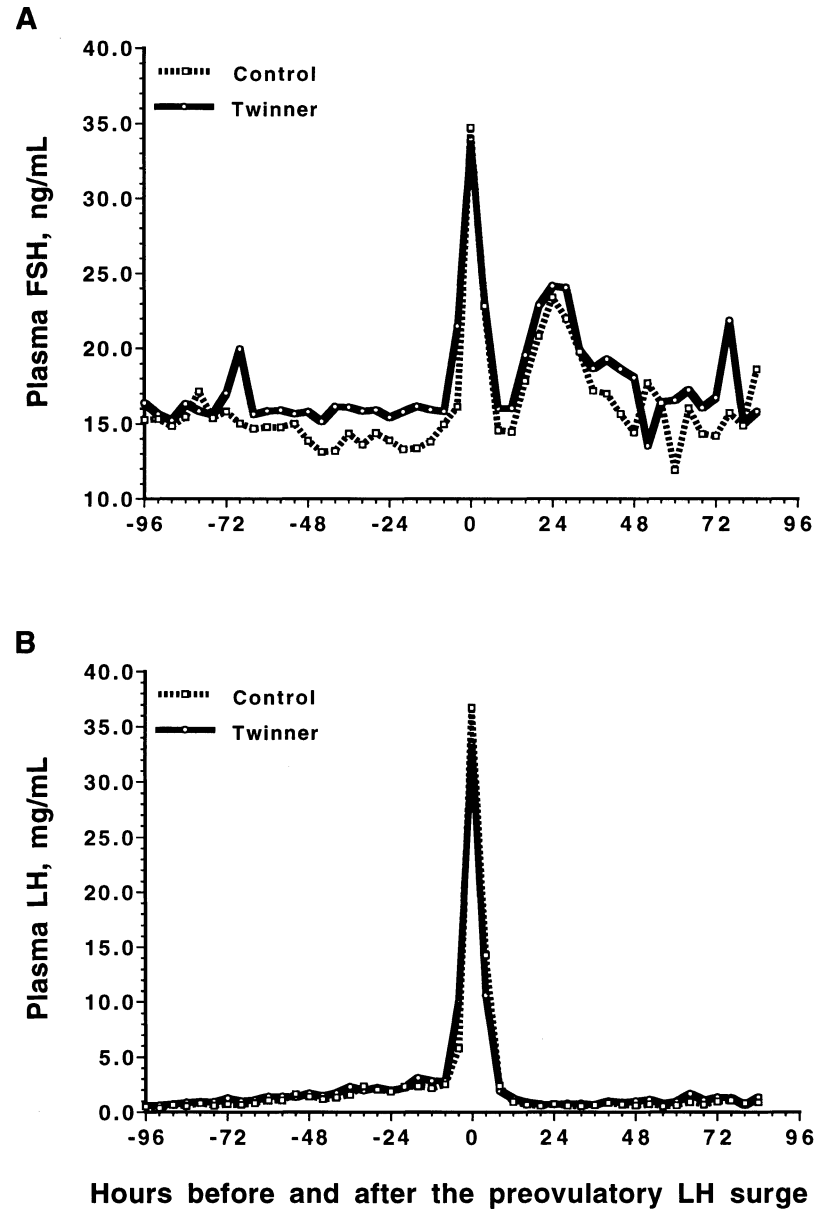 A
40.0
35.0
30.0
25.0
20.0
15.0
10.0
Plasma FSH, ng/mL
Control
Twinner
-96 -72 -48 -24 0 24 48 72 96
B
40.0
35.0
30.0
25.0
20.0
15.0
10.0
5.0
0.0
Plasma LH, mg/mL
Control
Twinner
-96 -72 -48 -24 0 24 48 72 96
Hours before and after the preovulatory LH surge